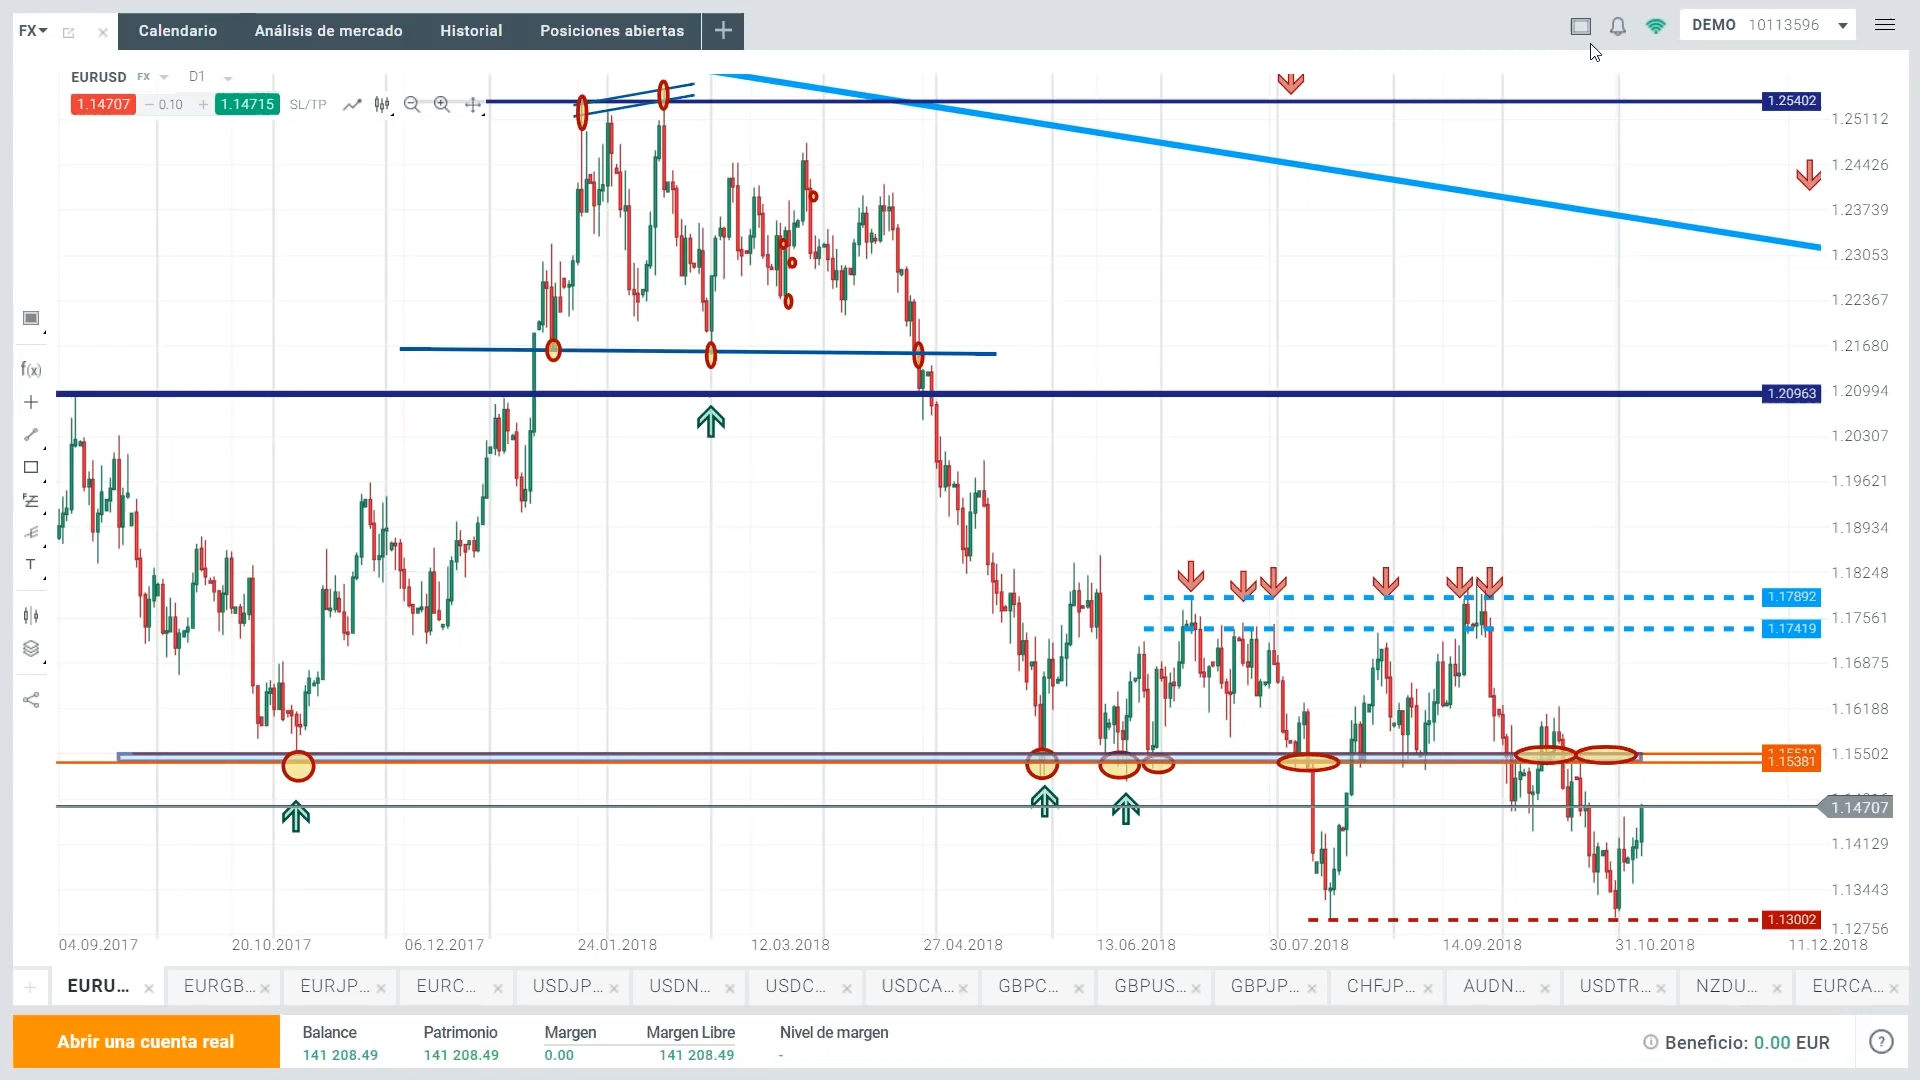 FX
Calendario
Análisis de mercado
Historial
Posiciones abiertas
DEMO 10113596
EURUSD FX D1
1.14707 − 0.10 + 1.14715 SL/TP
1.25402
1.25112
1.24426
1.23739
1.23053
1.22367
1.21680
1.20994
1.20963
1.20307
1.19621
1.18934
1.18248
1.17892
1.17561
1.17419
1.16875
1.16188
1.15502
1.15381
1.14707
1.14129
1.13443
1.13002
1.12756
f(x)
T
04.09.2017 20.10.2017 06.12.2017 24.01.2018 12.03.2018 27.04.2018 13.06.2018 30.07.2018 14.09.2018 31.10.2018 11.12.2018
EURU... EURGB... EURJP... EURC... USDJP... USDN... USDC... USDCA... GBPC... GBPUS... GBPJP... CHFJP... AUDN... USDTR... NZDU... EURCA...
Abrir una cuenta real
Balance Patrimonio Margen Margen Libre Nivel de margen
141 208.49 141 208.49 0.00 141 208.49 -
Beneficio: 0.00 EUR
?